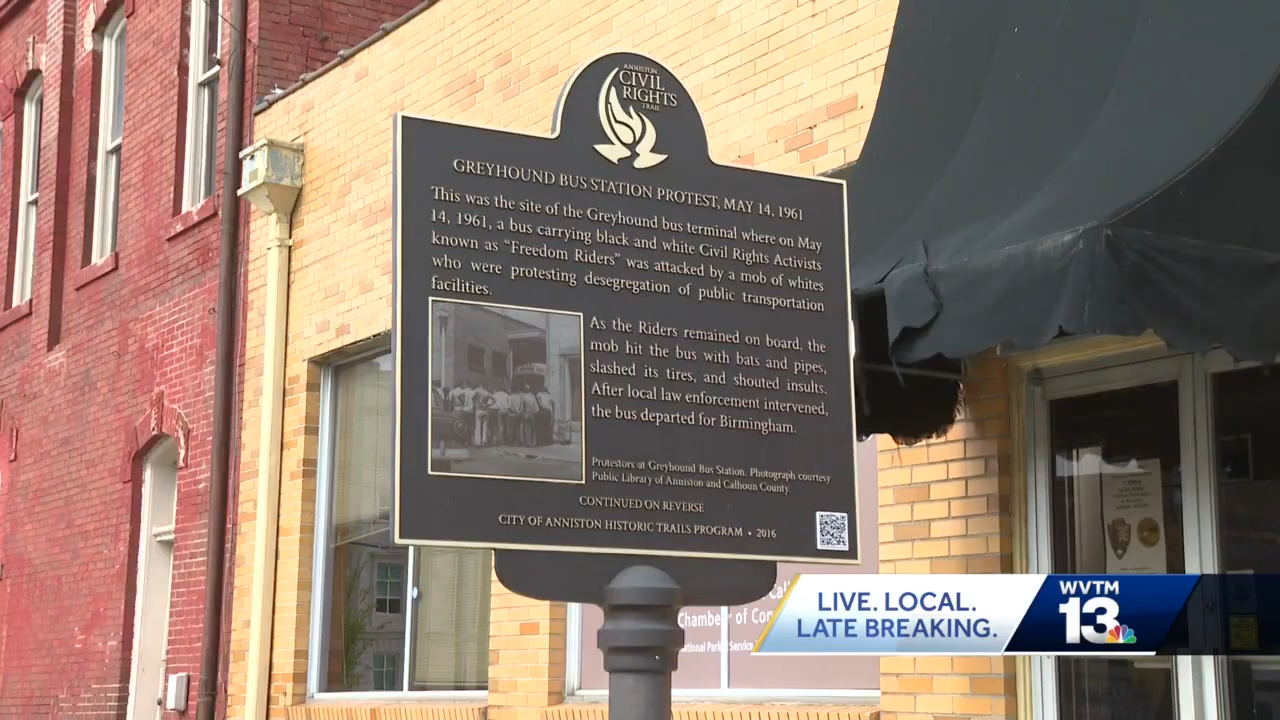 ANNISTON
CIVIL
RIGHTS
TRAIL
GREYHOUND BUS STATION PROTEST, MAY 14, 1961
This was the site of the Greyhound bus terminal where on May
14, 1961, a bus carrying black and white Civil Rights Activists
known as “Freedom Riders” was attacked by a mob of whites
who were protesting desegregation of public transportation
facilities.
As the Riders remained on board, the
mob hit the bus with bats and pipes,
slashed its tires, and shouted insults.
After local law enforcement intervened,
the bus departed for Birmingham.
Protestors at Greyhound Bus Station. Photograph courtesy
Public Library of Anniston and Calhoun County.
CONTINUED ON REVERSE
CITY OF ANNISTON HISTORIC TRAILS PROGRAM • 2016
of
Park Service
LIVE. LOCAL.
LATE BREAKING.
WVTM
13